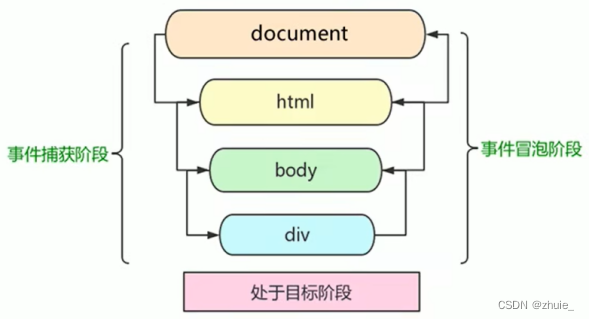 document
html
事件捕获阶段
事件冒泡阶段
body
div
处于目标阶段
CSDN @zhuie_